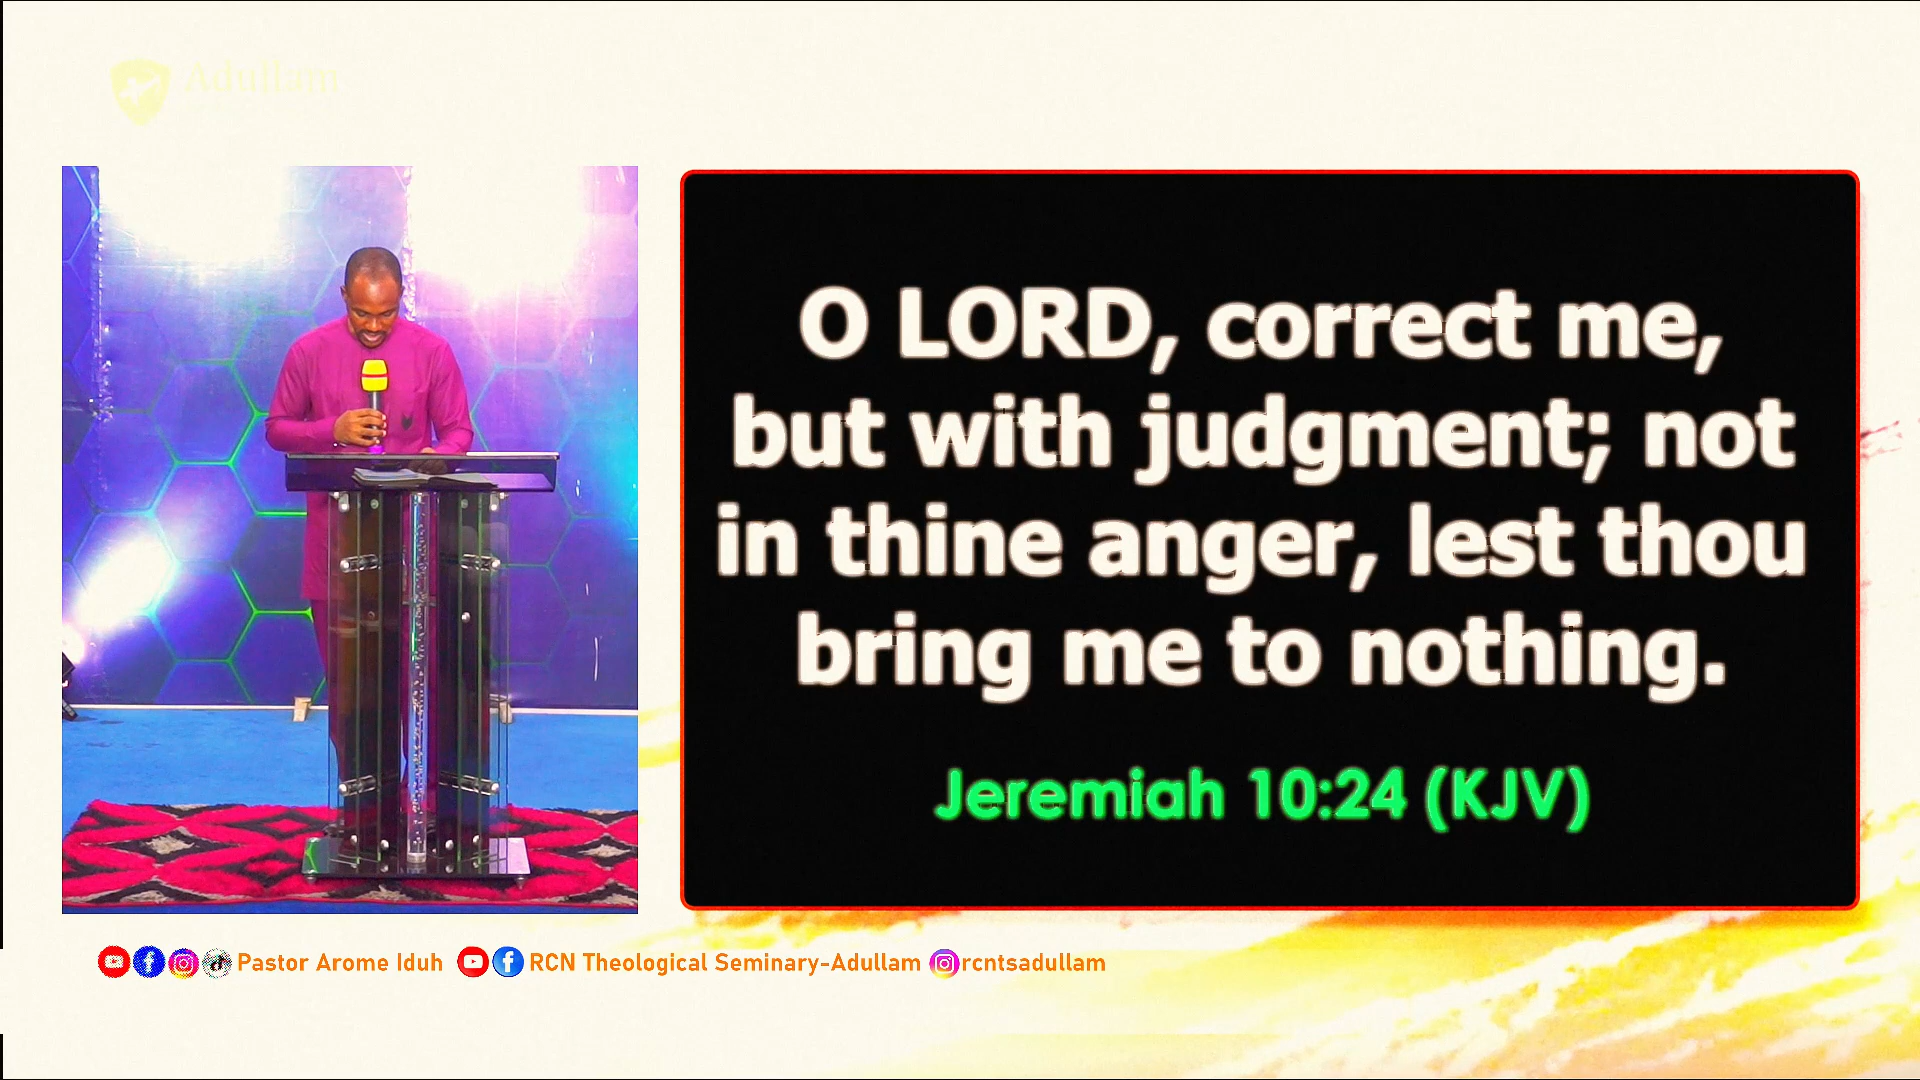 Adullam
O LORD, correct me,
but with judgment; not
in thine anger, lest thou
bring me to nothing.
Jeremiah 10:24 (KJV)
Pastor Arome Iduh RCN Theological Seminary-Adullam rcntsadullam